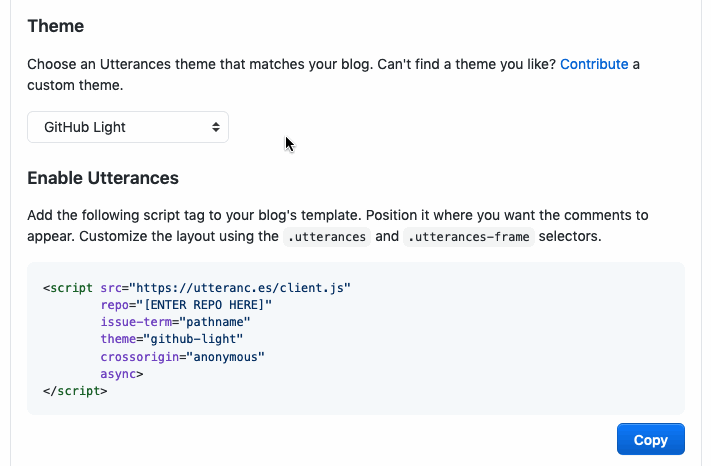 Theme
Choose an Utterances theme that matches your blog. Can't find a theme you like? Contribute a
custom theme.
GitHub Light
Enable Utterances
Add the following script tag to your blog's template. Position it where you want the comments to
appear. Customize the layout using the .utterances and .utterances-frame selectors.
<script src="https://utteranc.es/client.js"
        repo="[ENTER REPO HERE]"
        issue-term="pathname"
        theme="github-light"
        crossorigin="anonymous"
        async>
</script>
Copy